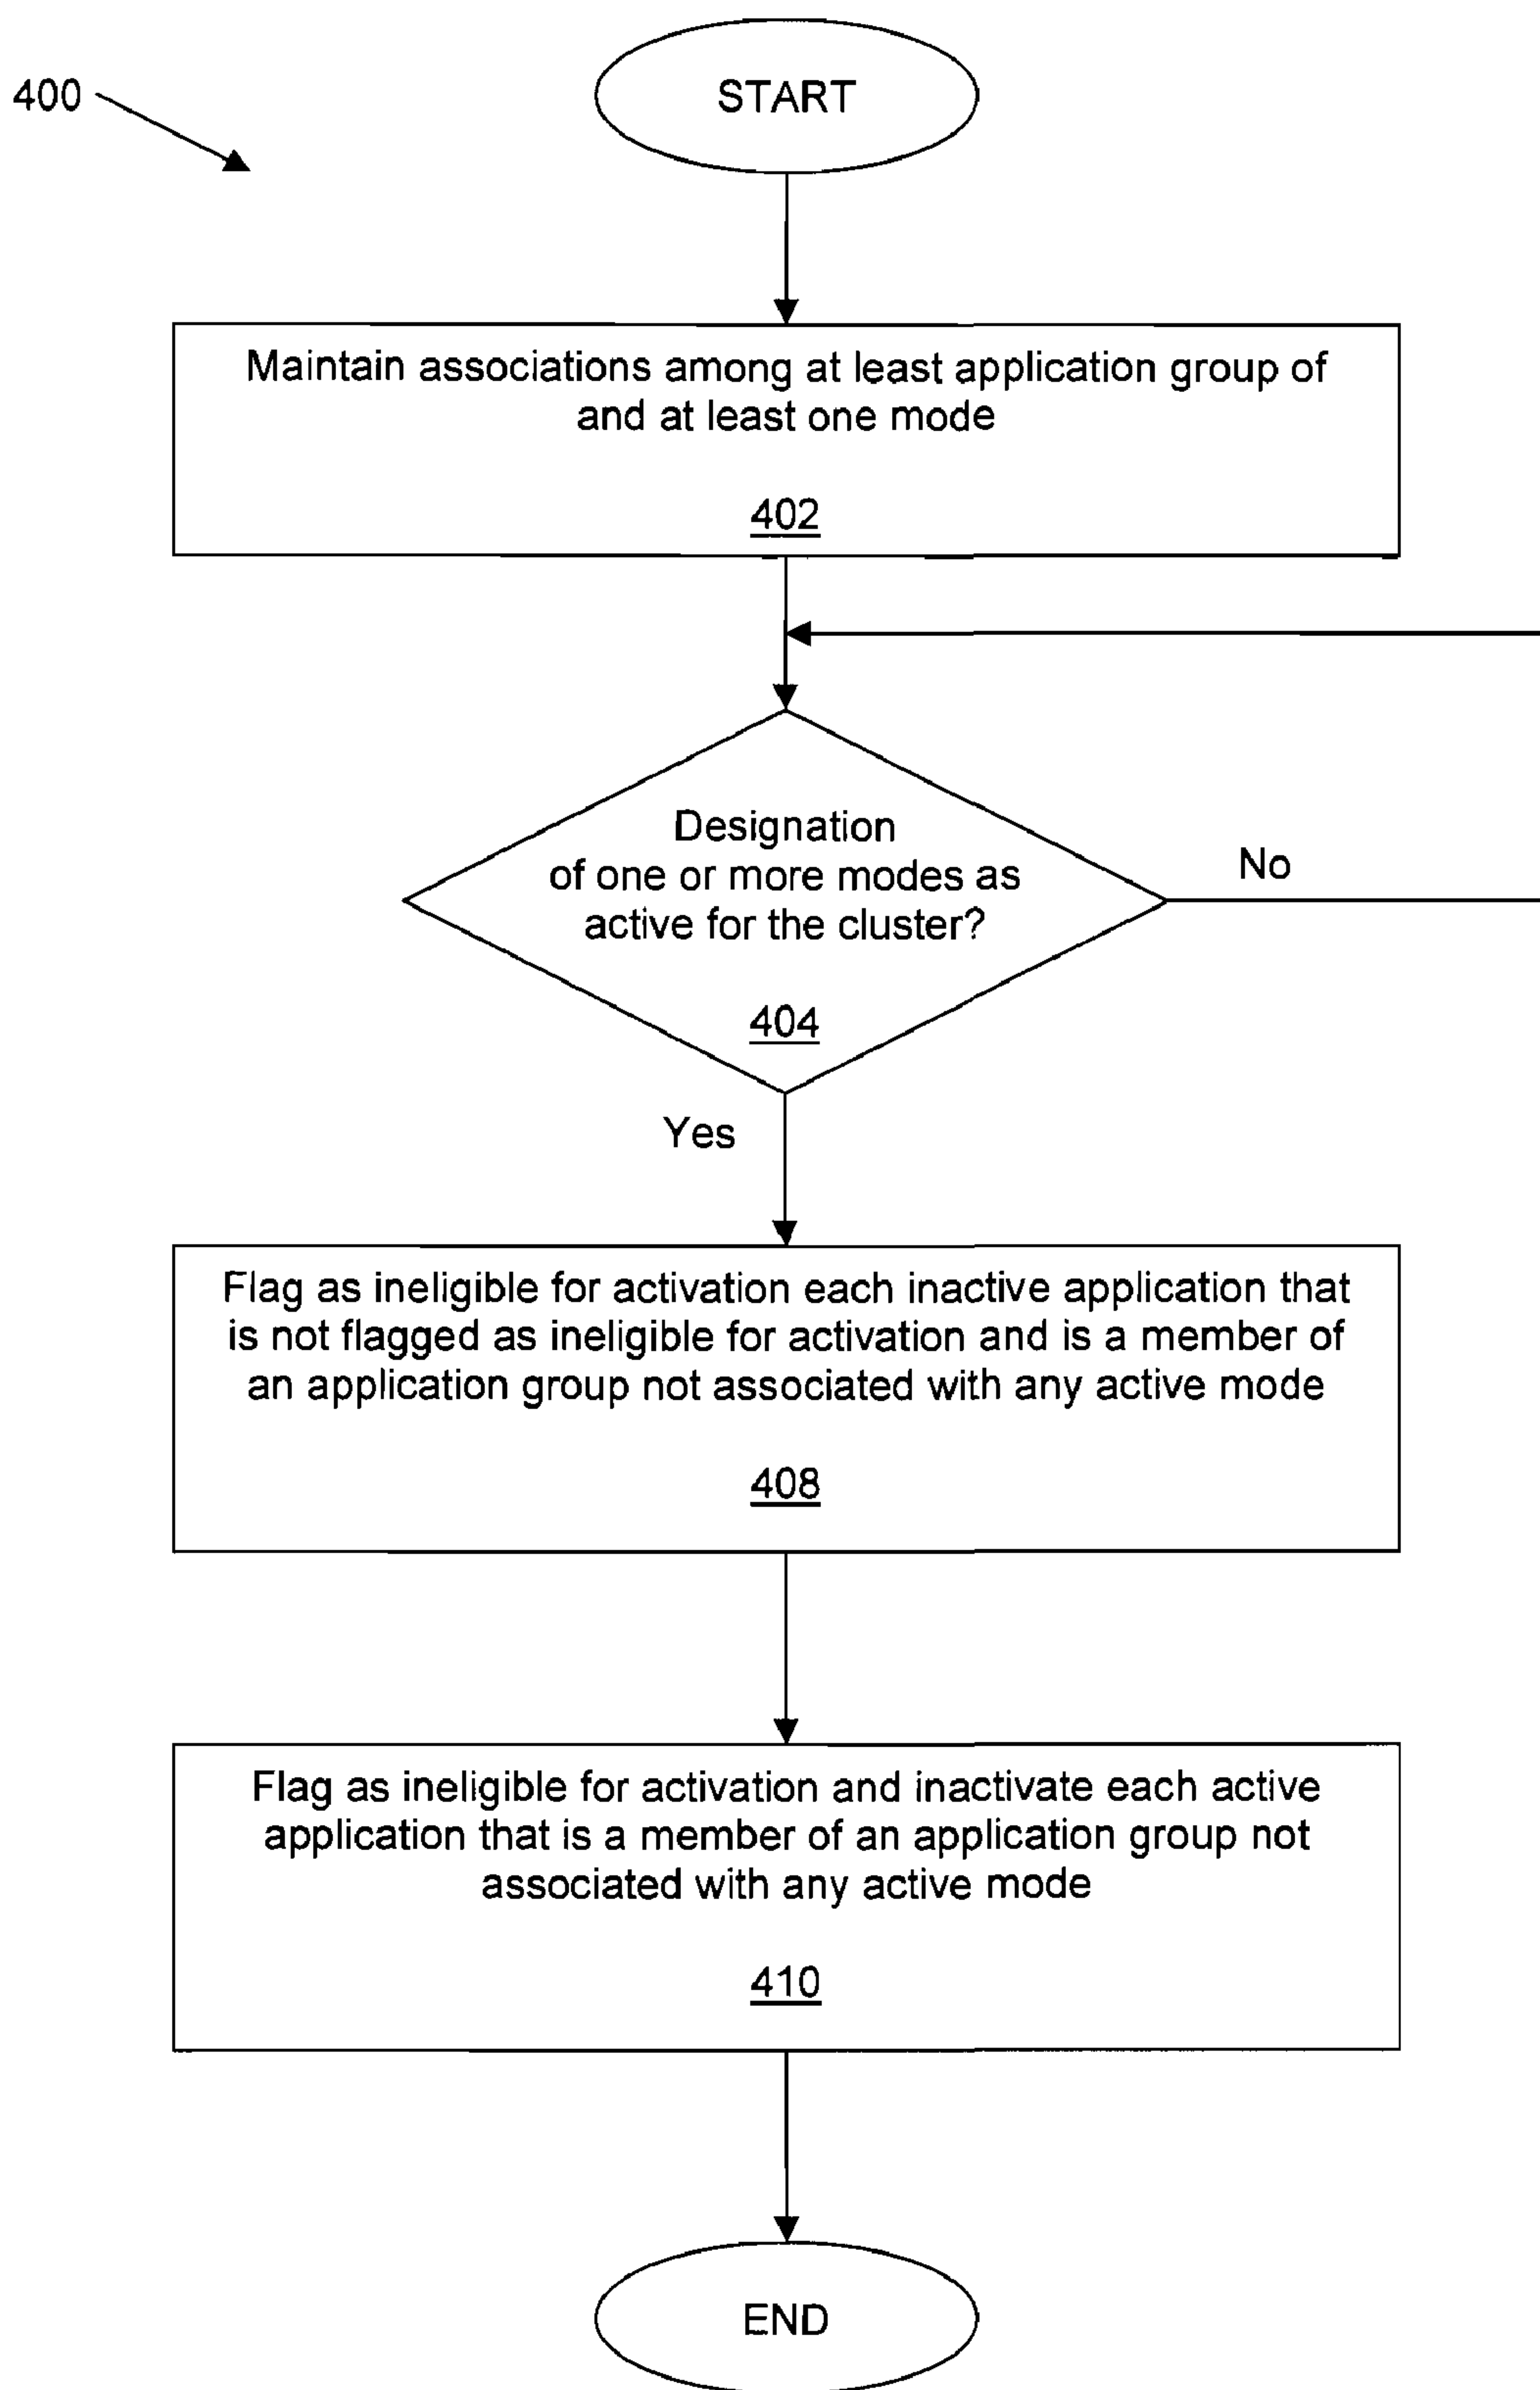 400
START
Maintain associations among at least application group of
and at least one mode
402
Designation
of one or more modes as
active for the cluster?
404
No
Yes
Flag as ineligible for activation each inactive application that
is not flagged as ineligible for activation and is a member of
an application group not associated with any active mode
408
Flag as ineligible for activation and inactivate each active
application that is a member of an application group not
associated with any active mode
410
END